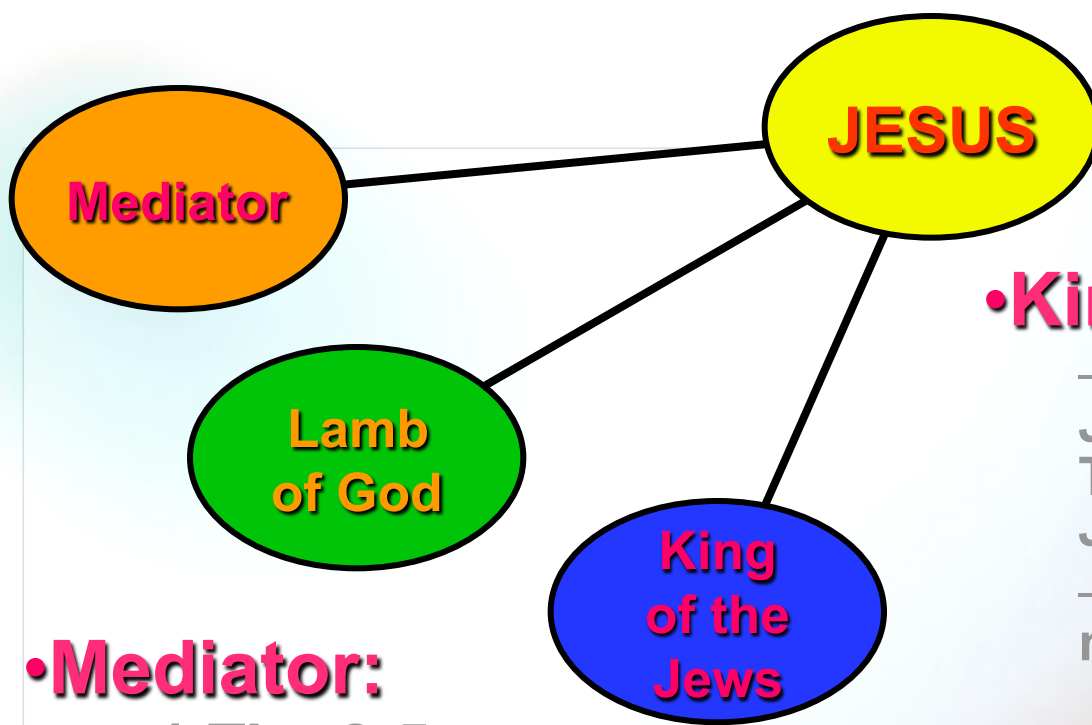 JESUS
Mediator
Lamb
of God
King
of the
Jews
•Mediator: